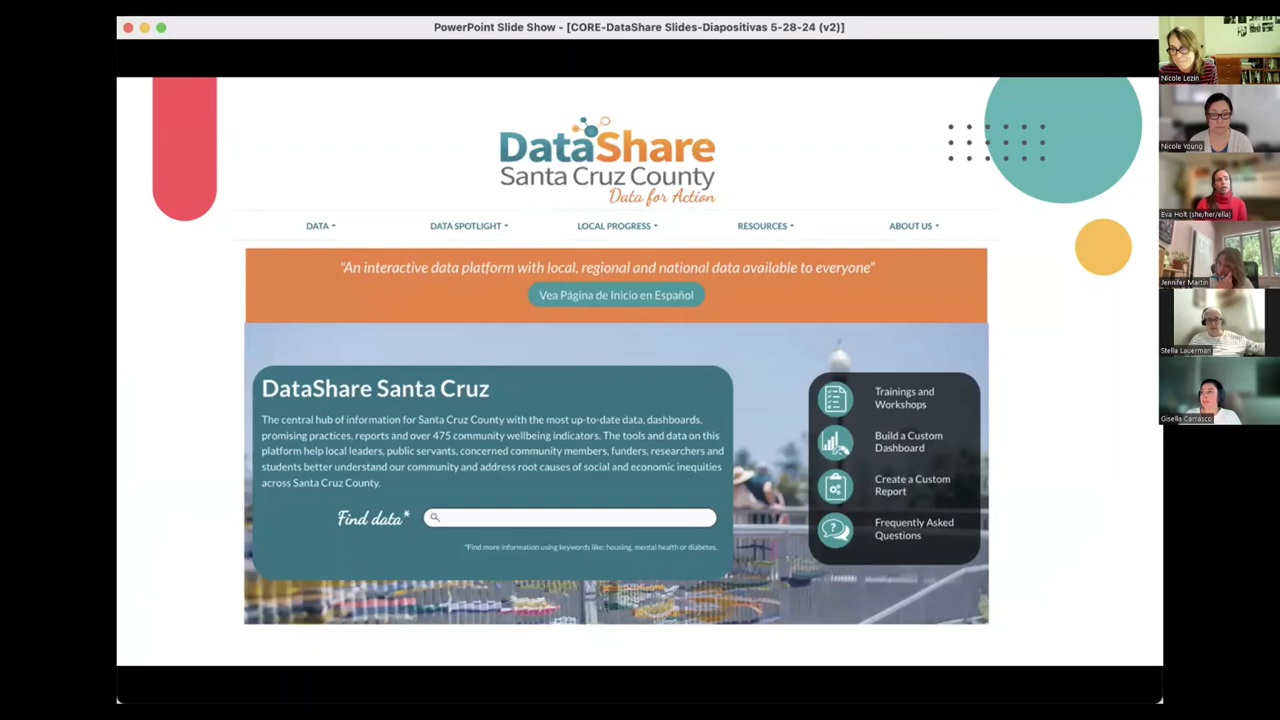 PowerPoint Slide Show - [CORE-DataShare Slides-Diapositivas 5-28-24 (v2)]
DataShare
Santa Cruz County
Data for Action
DATA
DATA SPOTLIGHT
LOCAL PROGRESS
RESOURCES
ABOUT US
"An interactive data platform with local, regional and national data available to everyone"
Vea Página de Inicio en Español
DataShare Santa Cruz
The central hub of information for Santa Cruz County with the most up-to-date data, dashboards,
promising practices, reports and over 475 community wellbeing indicators. The tools and data on this
platform help local leaders, public servants, concerned community members, funders, researchers and
students better understand our community and address root causes of social and economic inequities
across Santa Cruz County.
Find data*
*Find more information using keywords like: housing, mental health or diabetes.
Trainings and
Workshops
Build a Custom
Dashboard
Create a Custom
Report
Frequently Asked
Questions
Nicole Lezin
Nicole Young
Eva Holt (she/her/ella)
Jennifer Martin
Stella Lauerman
Gisella Carrasco